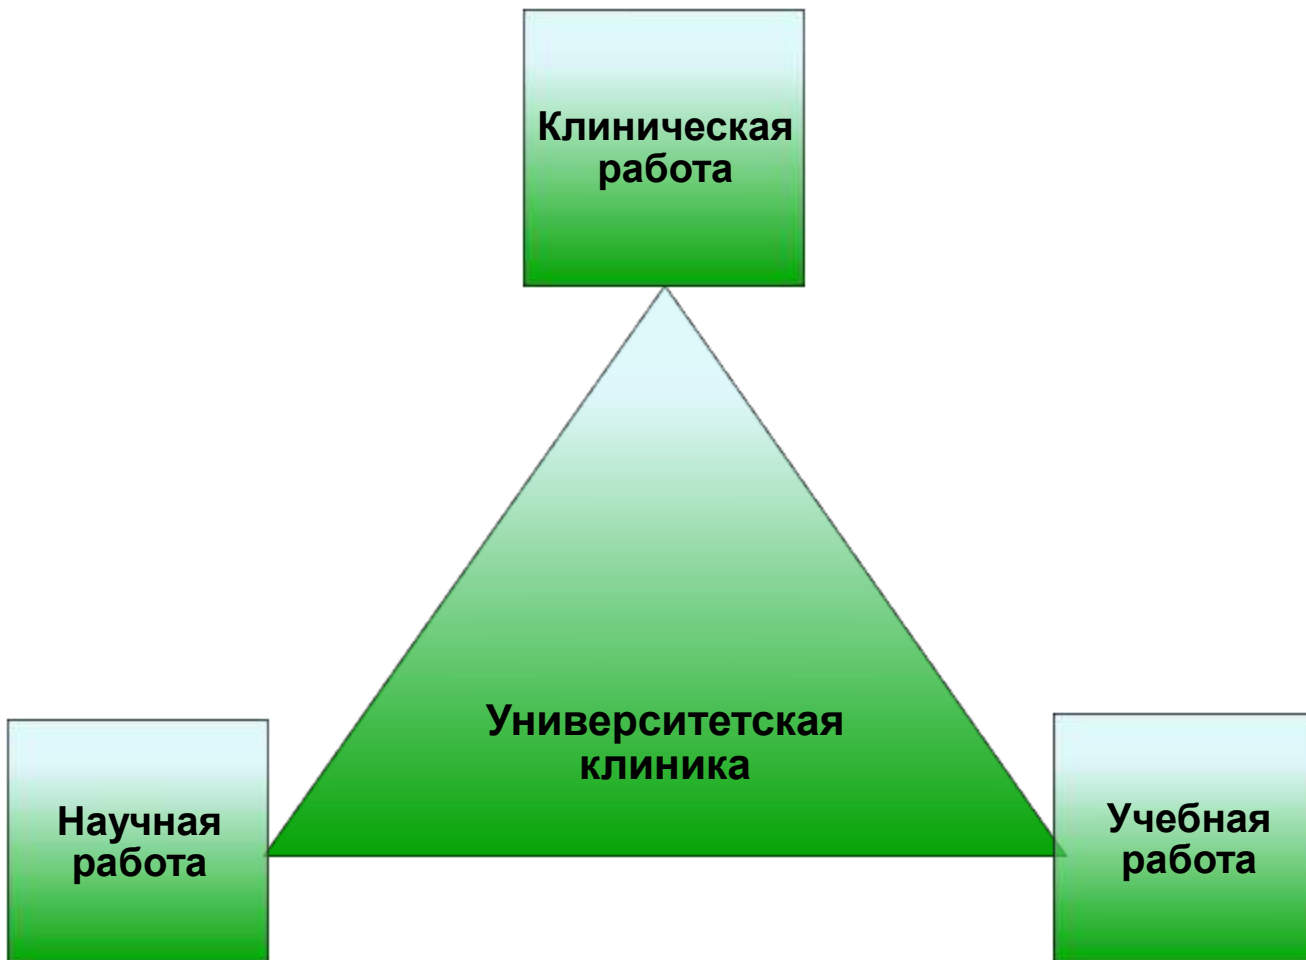 Клиническая
работа
Университетская
клиника
Научная
работа
Учебная
работа